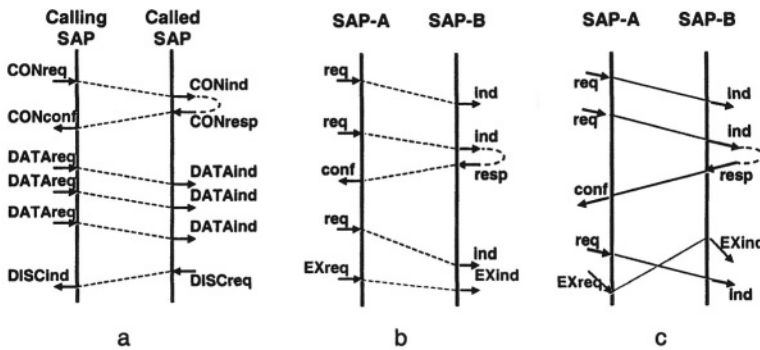 Calling SAP
Called SAP
CONreq
CONind
CONconf
CONresp
DATAreq
DATAreq
DATAind
DATAind
DATAreq
DATAind
DISCind
DISCreq
a
SAP-A
SAP-B
req
ind
req
ind
conf
resp
req
ind
EXreq
EXind
b
SAP-A
SAP-B
req
ind
req
ind
resp
conf
req
EXind
EXreq
ind
c